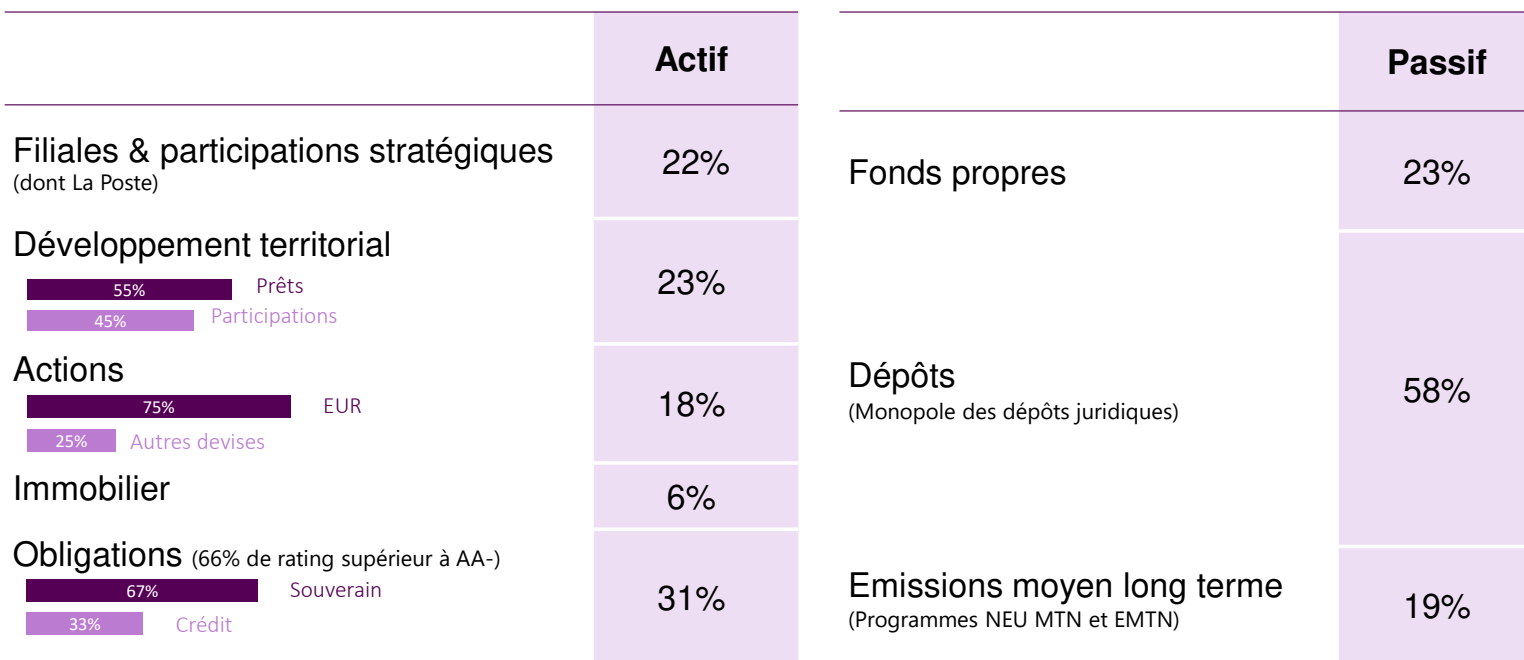 Actif
Filiales & participations stratégiques
(dont La Poste)
22%
Développement territorial
23%
55% Prêts
45% Participations
Actions
18%
75% EUR
25% Autres devises
Immobilier
6%
Obligations (66% de rating supérieur à AA-)
31%
67% Souverain
33% Crédit
Passif
Fonds propres
23%
Dépôts
(Monopole des dépôts juridiques)
58%
Emissions moyen long terme
(Programmes NEU MTN et EMTN)
19%